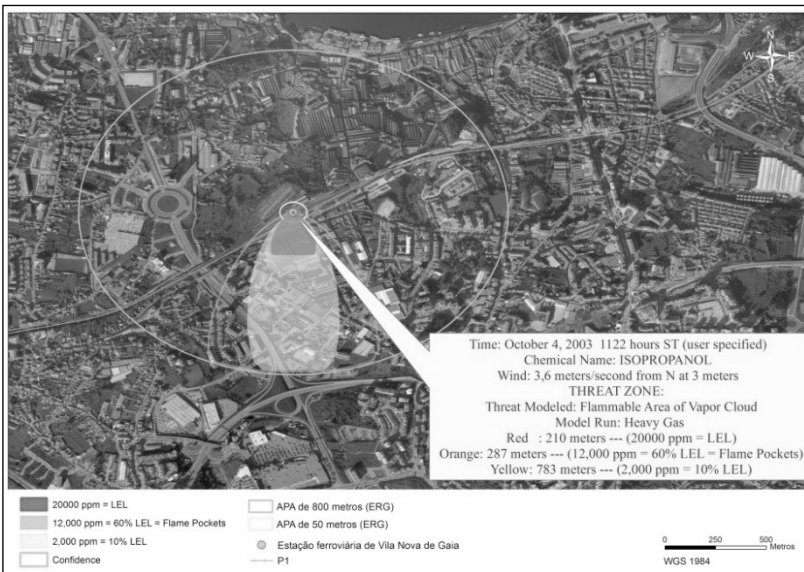 N
W E
S
Time: October 4, 2003 1122 hours ST (user specified)
Chemical Name: ISOPROPANOL
Wind: 3,6 meters/second from N at 3 meters
THREAT ZONE:
Threat Modeled: Flammable Area of Vapor Cloud
Model Run: Heavy Gas
Red : 210 meters --- (20000 ppm = LEL)
Orange: 287 meters --- (12,000 ppm = 60% LEL = Flame Pockets)
Yellow: 783 meters --- (2,000 ppm = 10% LEL)
20000 ppm = LEL
12,000 ppm = 60% LEL = Flame Pockets
2,000 ppm = 10% LEL
Confidence
APA de 800 metros (ERG)
APA de 50 metros (ERG)
Estação ferroviária de Vila Nova de Gaia
P1
0 250 500
Metros
WGS 1984